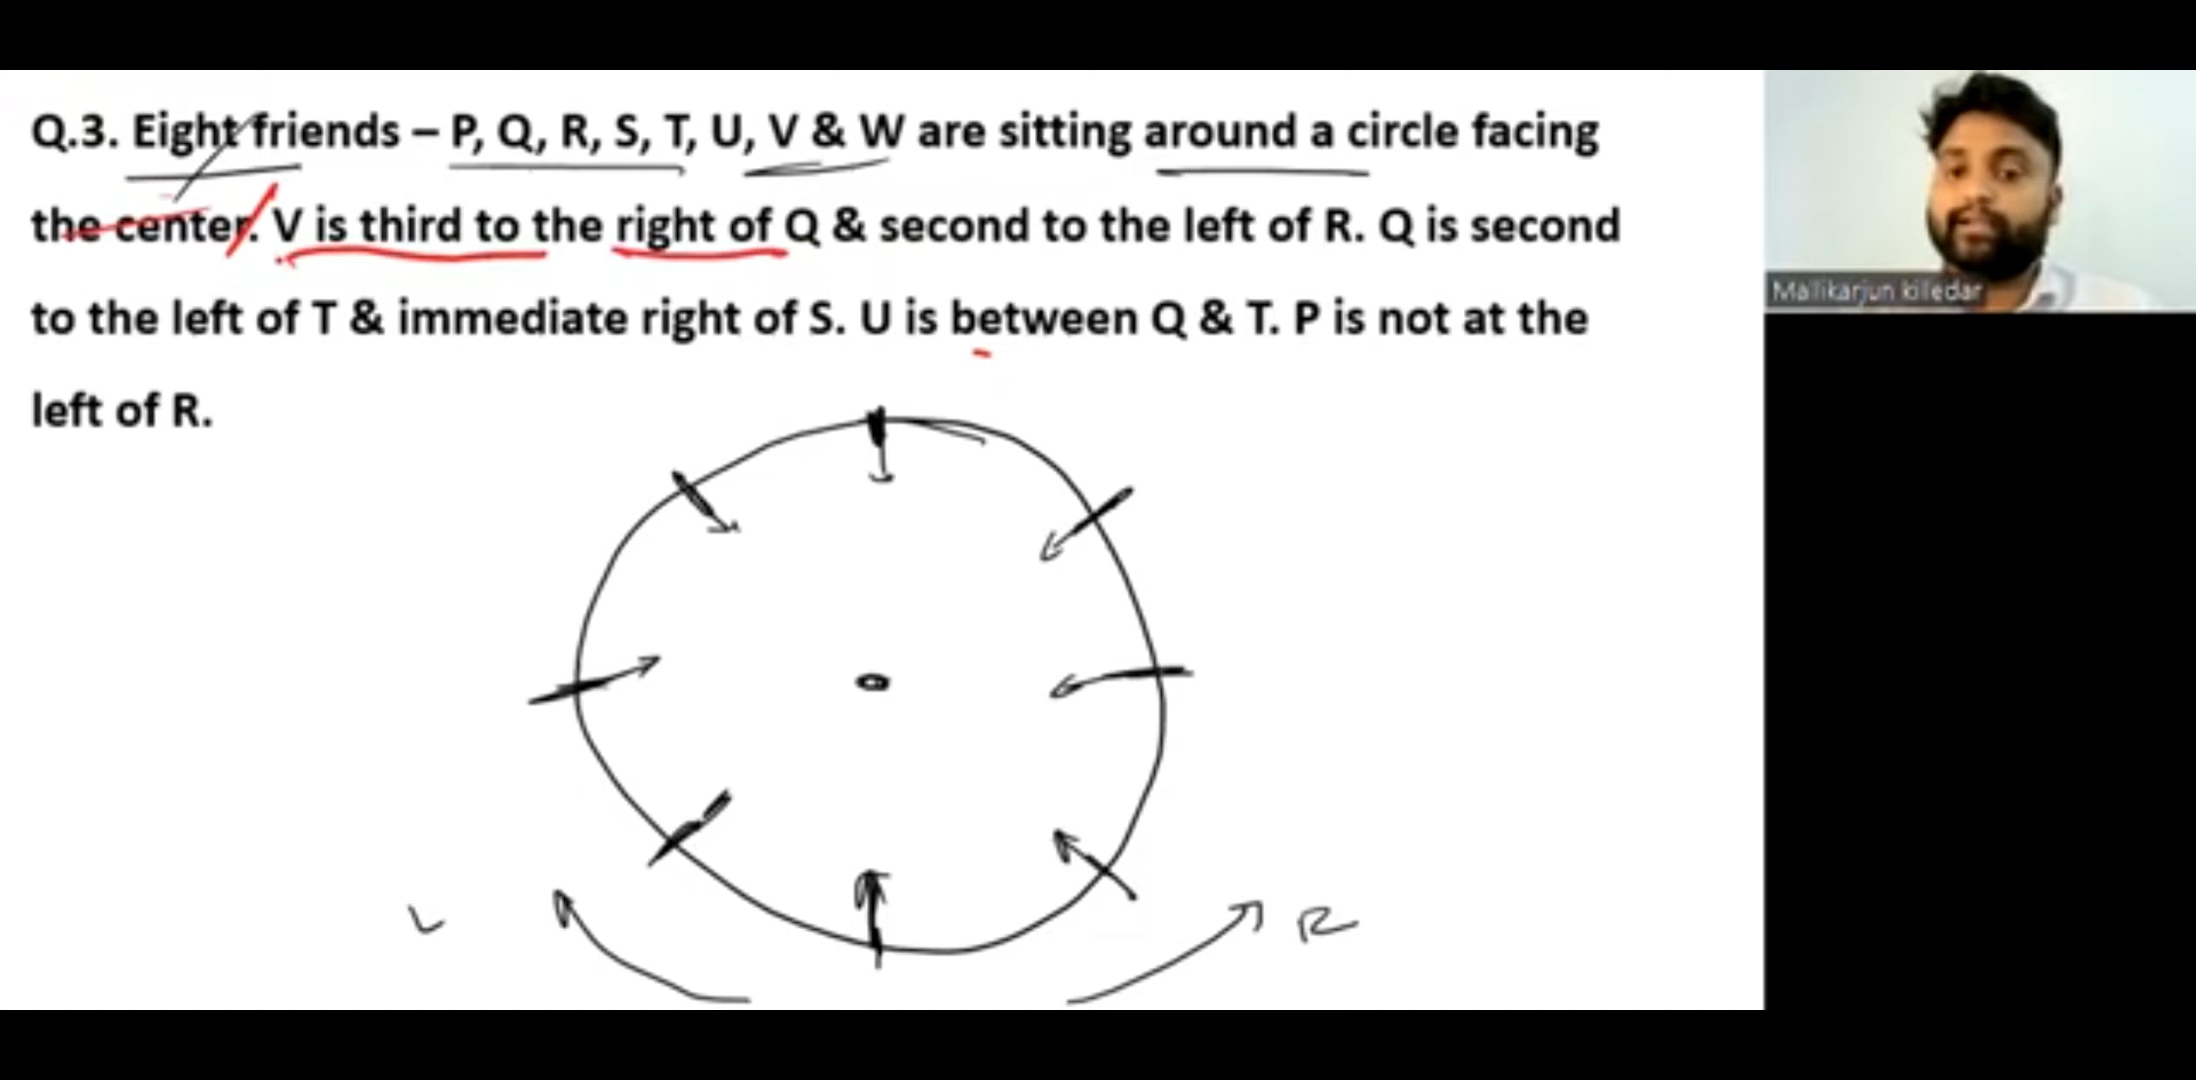 Q.3. Eight friends – P, Q, R, S, T, U, V & W are sitting around a circle facing
the center. V is third to the right of Q & second to the left of R. Q is second
to the left of T & immediate right of S. U is between Q & T. P is not at the
left of R.
Mallikarjun killedar
L
R